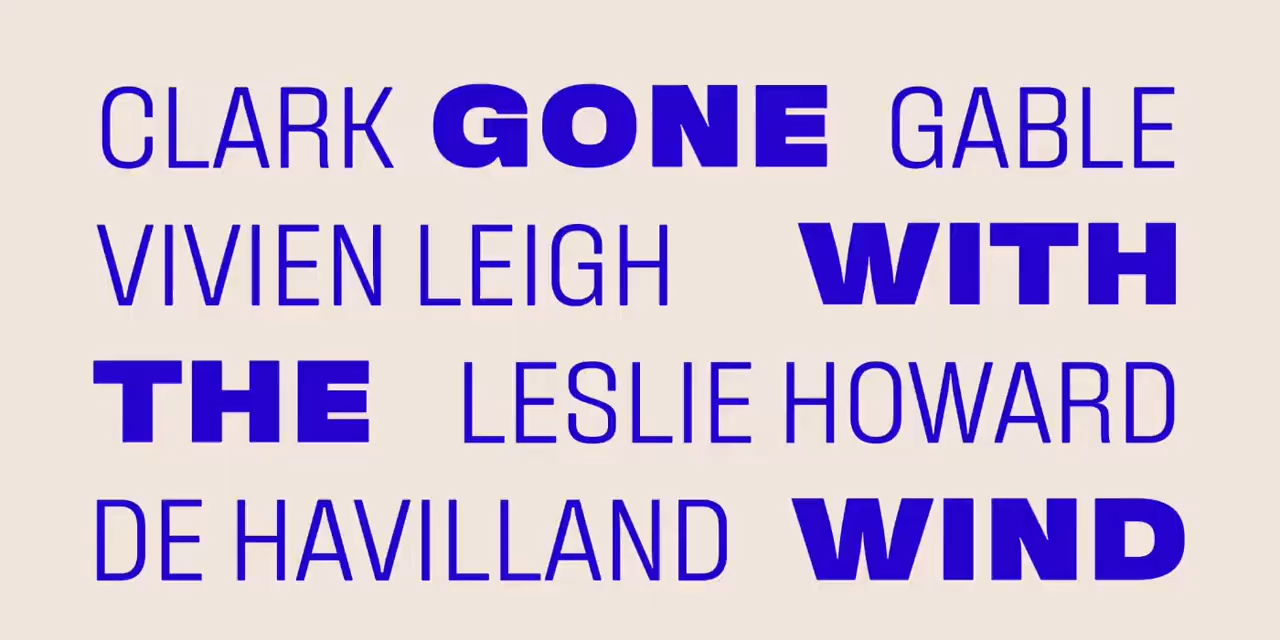 CLARK GONE GABLE
VIVIEN LEIGH WITH
THE LESLIE HOWARD
DE HAVILLAND WIND